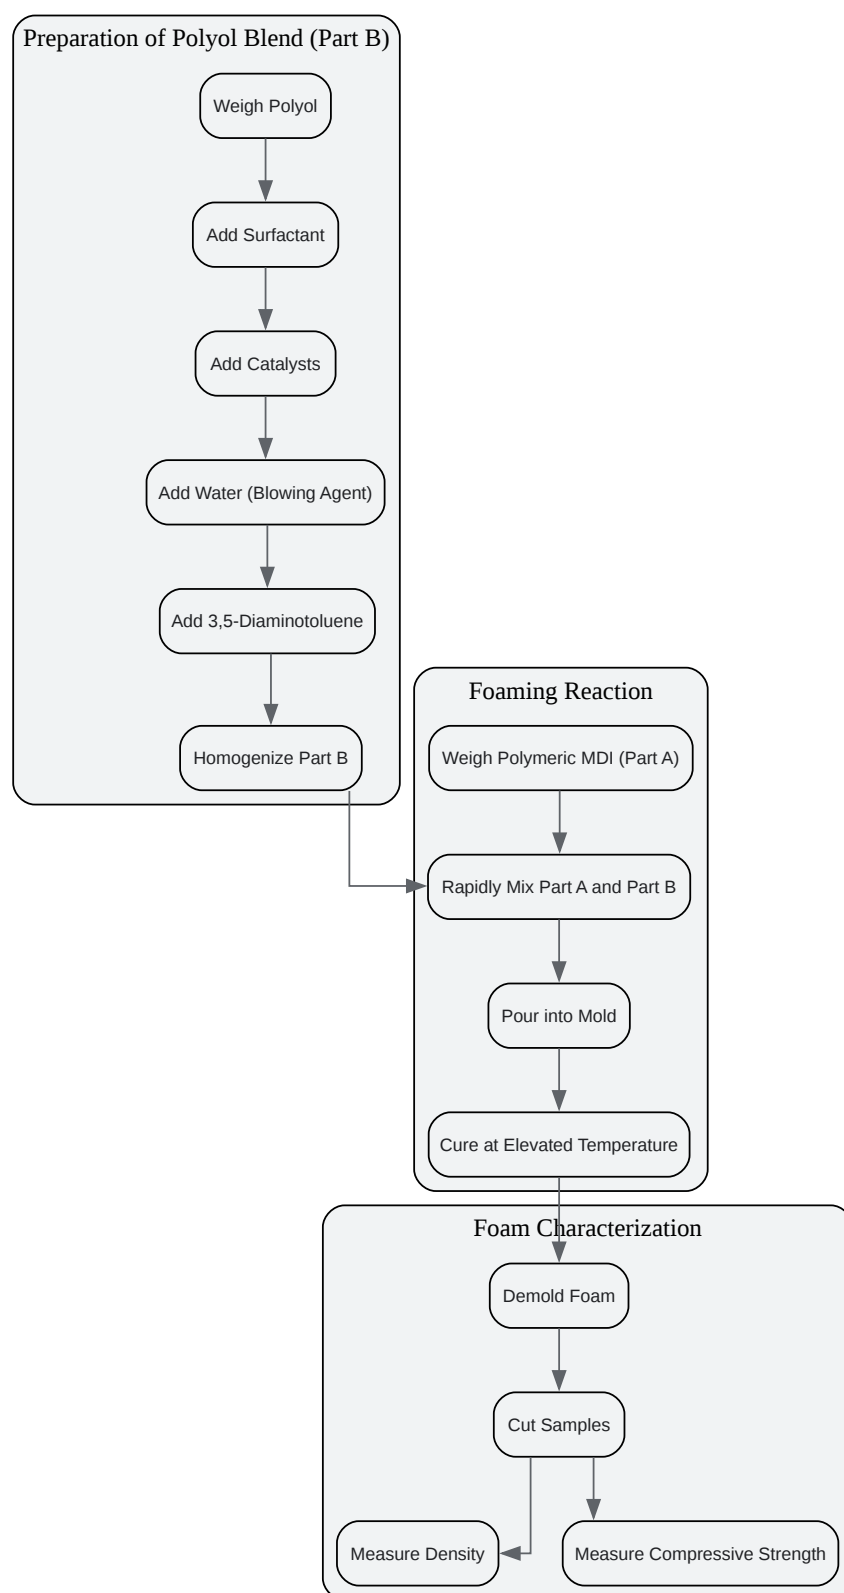 Preparation of Polyol Blend (Part B)
Weigh Polyol
Add Surfactant
Add Catalysts
Add Water (Blowing Agent)
Add 3,5-Diaminotoluene
Homogenize Part B
Foaming Reaction
Weigh Polymeric MDI (Part A)
Rapidly Mix Part A and Part B
Pour into Mold
Cure at Elevated Temperature
Foam Characterization
Demold Foam
Cut Samples
Measure Density
Measure Compressive Strength